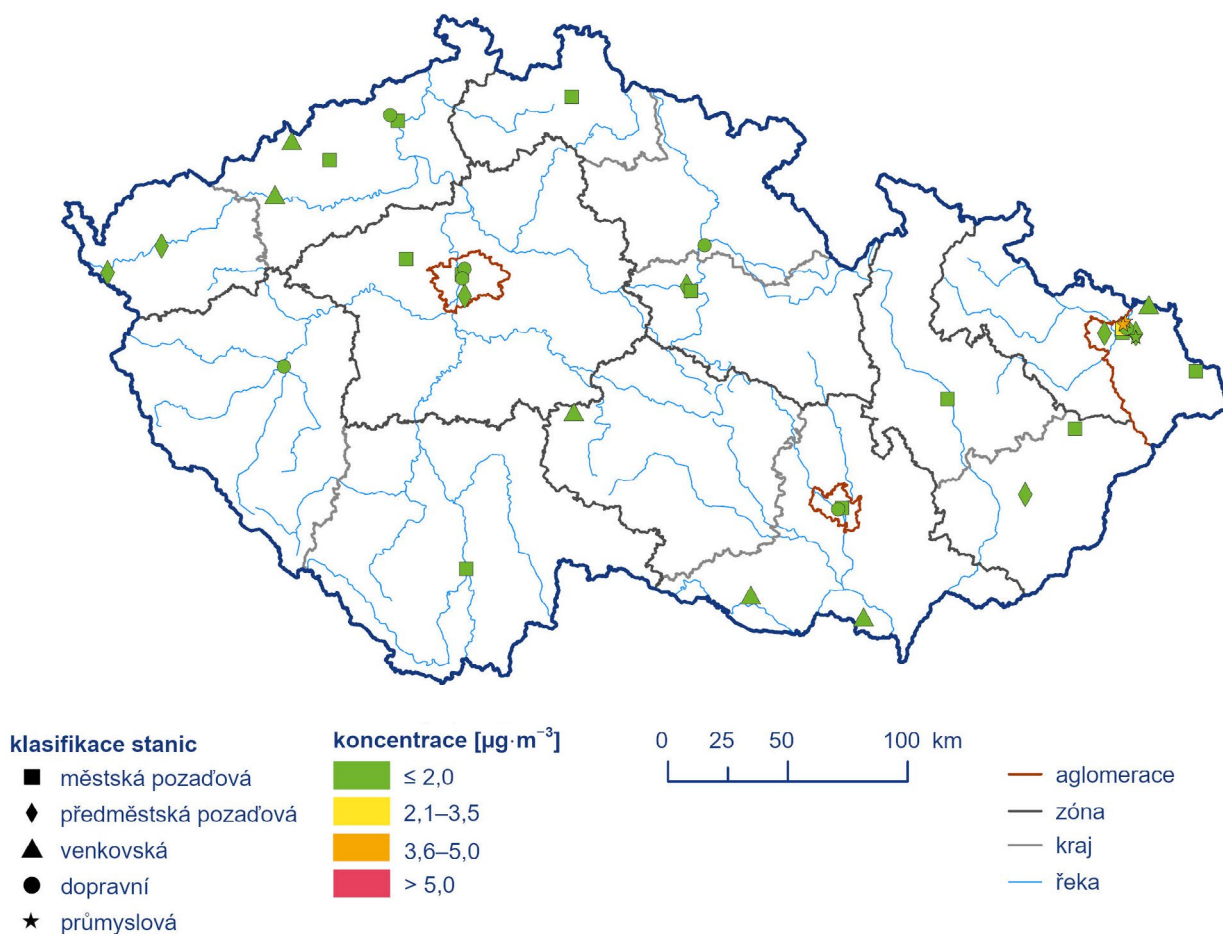 klasifikace stanic
městská pozaďová
předměstská pozaďová
venkovská
dopravní
průmyslová
koncentrace [µg·m⁻³]
≤ 2,0
2,1–3,5
3,6–5,0
> 5,0
0 25 50 100 km
aglomerace
zóna
kraj
řeka